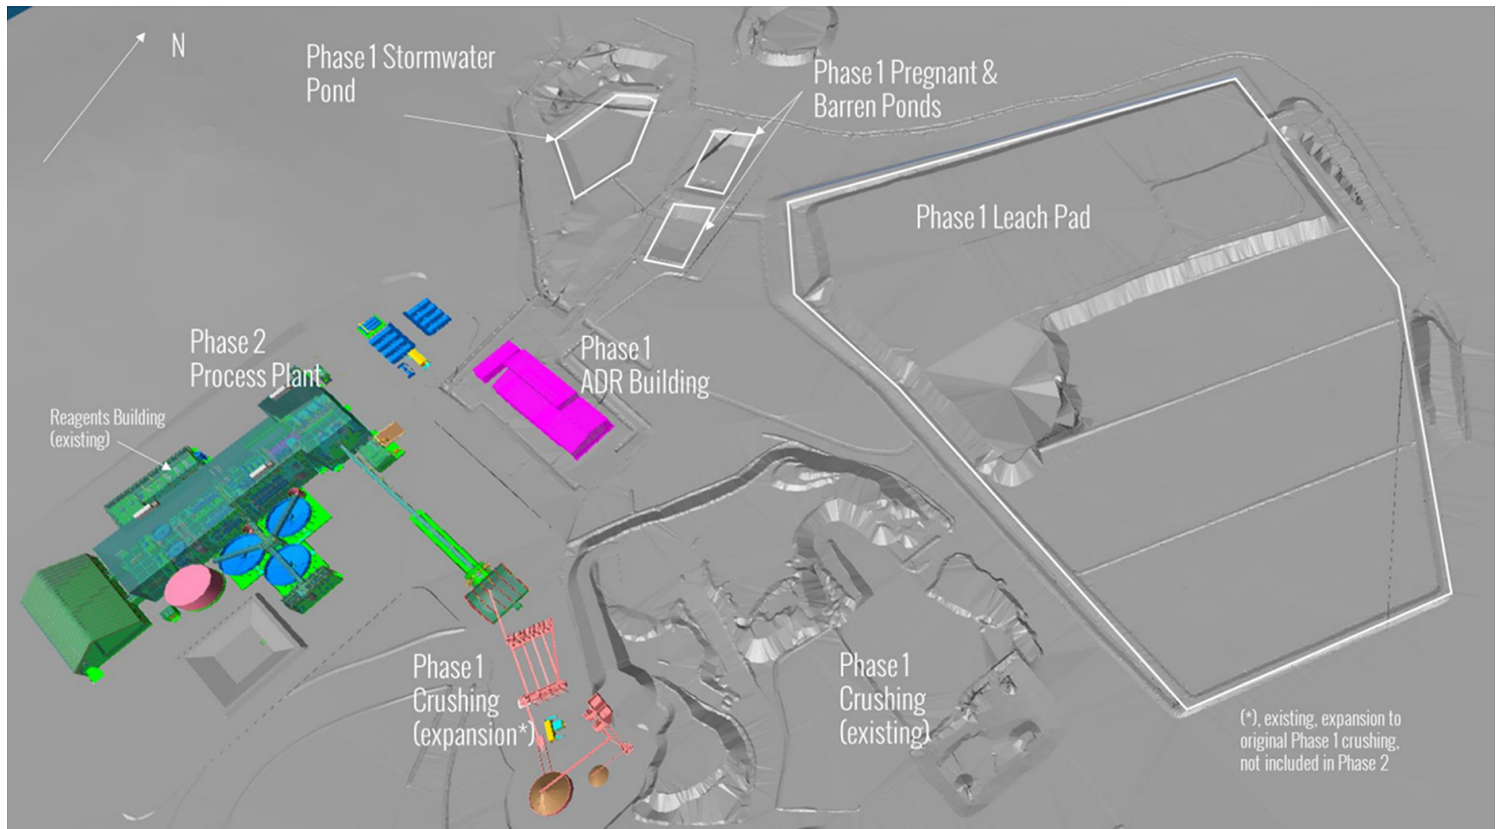 N
Phase 1 Stormwater
Pond
Phase 1 Pregnant &
Barren Ponds
Phase 1 Leach Pad
Phase 2
Process Plant
Phase 1
ADR Building
Reagents Building
(existing)
Phase 1
Crushing
(expansion*)
Phase 1
Crushing
(existing)
(*), existing, expansion to
original Phase 1 crushing,
not included in Phase 2